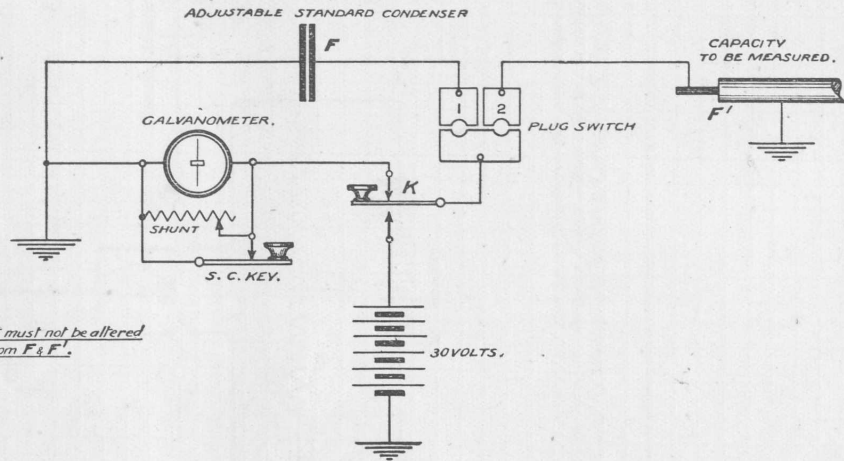 ADJUSTABLE STANDARD CONDENSER
F
CAPACITY
TO BE MEASURED.
1 2
F'
GALVANOMETER.
PLUG SWITCH
K
SHUNT
S. C. KEY.
must not be altered
F & F'.
30 VOLTS.